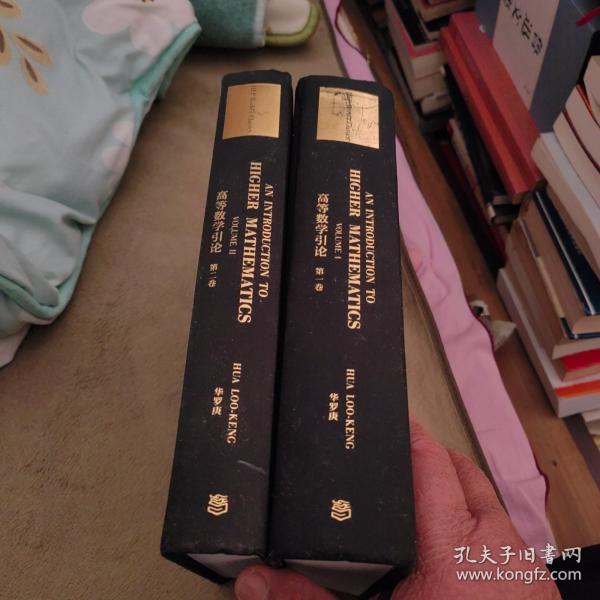 AN INTRODUCTION TO
HIGHER MATHEMATICS
VOLUME II
高等数学引论 第二卷
HUA LOO-KENG
华罗庚
AN INTRODUCTION TO
HIGHER MATHEMATICS
VOLUME I
高等数学引论 第一卷
HUA LOO-KENG
华罗庚
孔夫子旧书网
www.kongfz.com